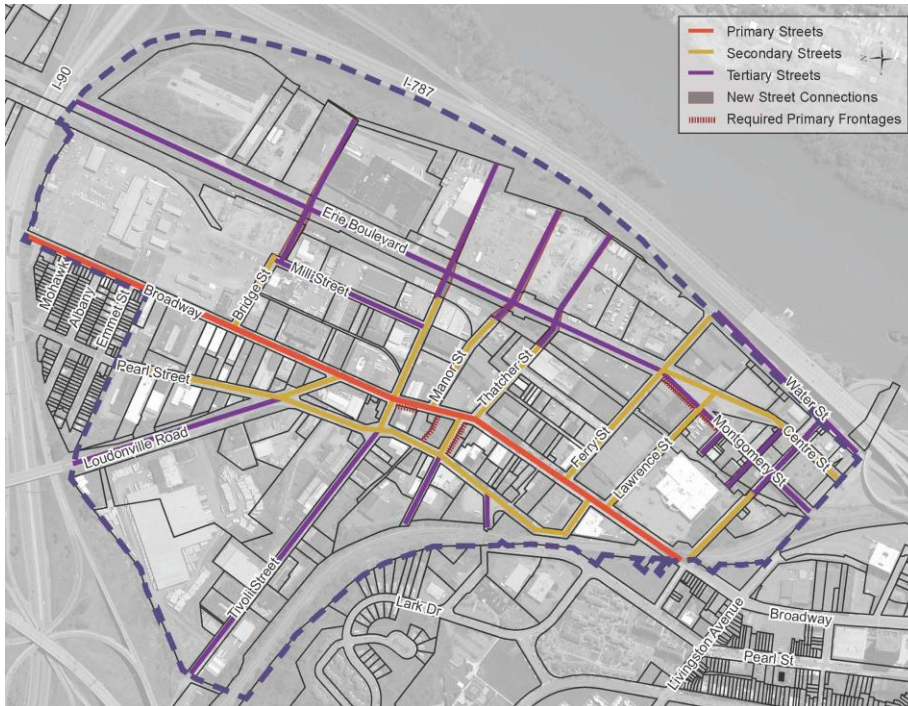 Primary Streets
Secondary Streets
Tertiary Streets
New Street Connections
Required Primary Frontages
N
I-90
I-787
Erie Boulevard
Mohawk
Albany
Emmet St
Broadway
Bridge St
Mill Street
Pearl Street
Manor St
Thatcher St
Loudonville Road
Water St
Ferry St
Montgomery St
Centre St
Lawrence St
Tivoli Street
Lark D
Broadway
Livingston Avenue
Pearl St